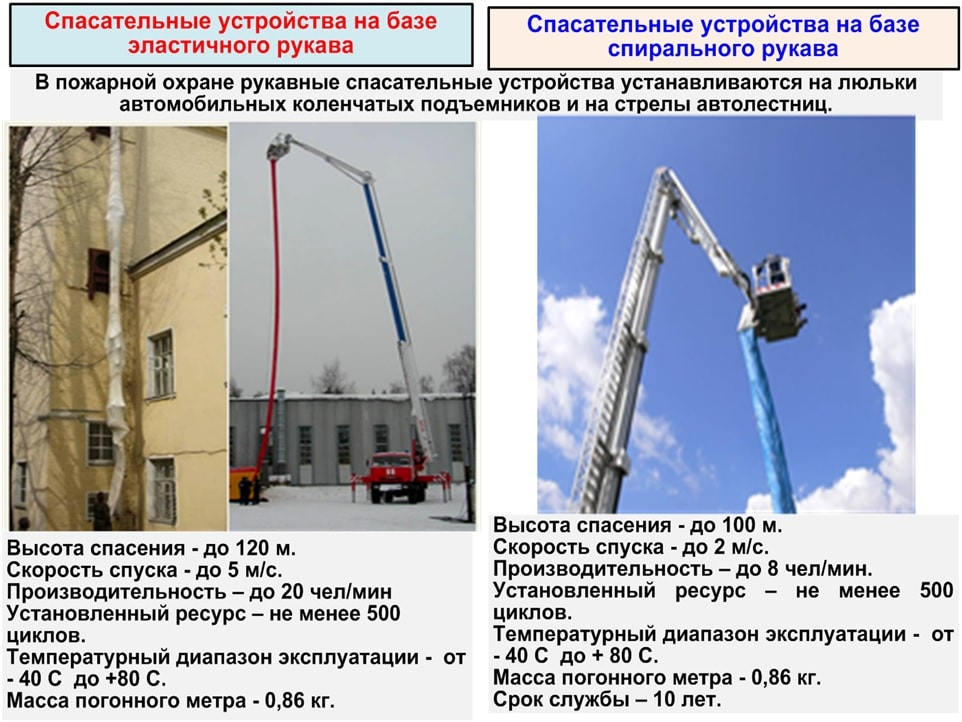 Спасательные устройства на базе
эластичного рукава
Спасательные устройства на базе
спирального рукава
В пожарной охране рукавные спасательные устройства устанавливаются на люльки
автомобильных коленчатых подъемников и на стрелы автолестниц.
Высота спасения - до 120 м.
Скорость спуска - до 5 м/с.
Производительность – до 20 чел/мин
Установленный ресурс – не менее 500
циклов.
Температурный диапазон эксплуатации - от
- 40 С до +80 С.
Масса погонного метра - 0,86 кг.
Высота спасения - до 100 м.
Скорость спуска - до 2 м/с.
Производительность – до 8 чел/мин.
Установленный ресурс – не менее 500
циклов.
Температурный диапазон эксплуатации - от
- 40 С до + 80 С.
Масса погонного метра - 0,86 кг.
Срок службы – 10 лет.